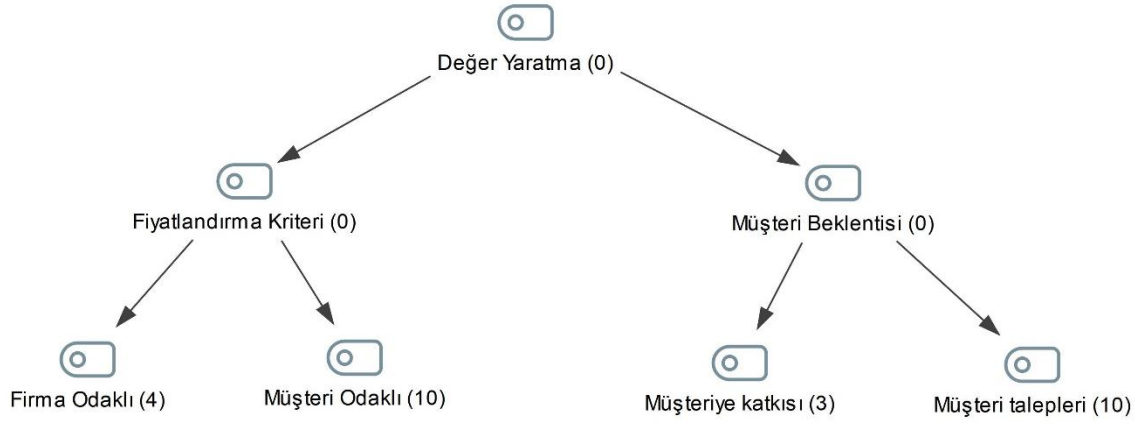 Değer Yaratma (0)
Fiyatlandırma Kriteri (0)
Müşteri Beklentisi (0)
Firma Odaklı (4)
Müşteri Odaklı (10)
Müşteriye katkısı (3)
Müşteri talepleri (10)